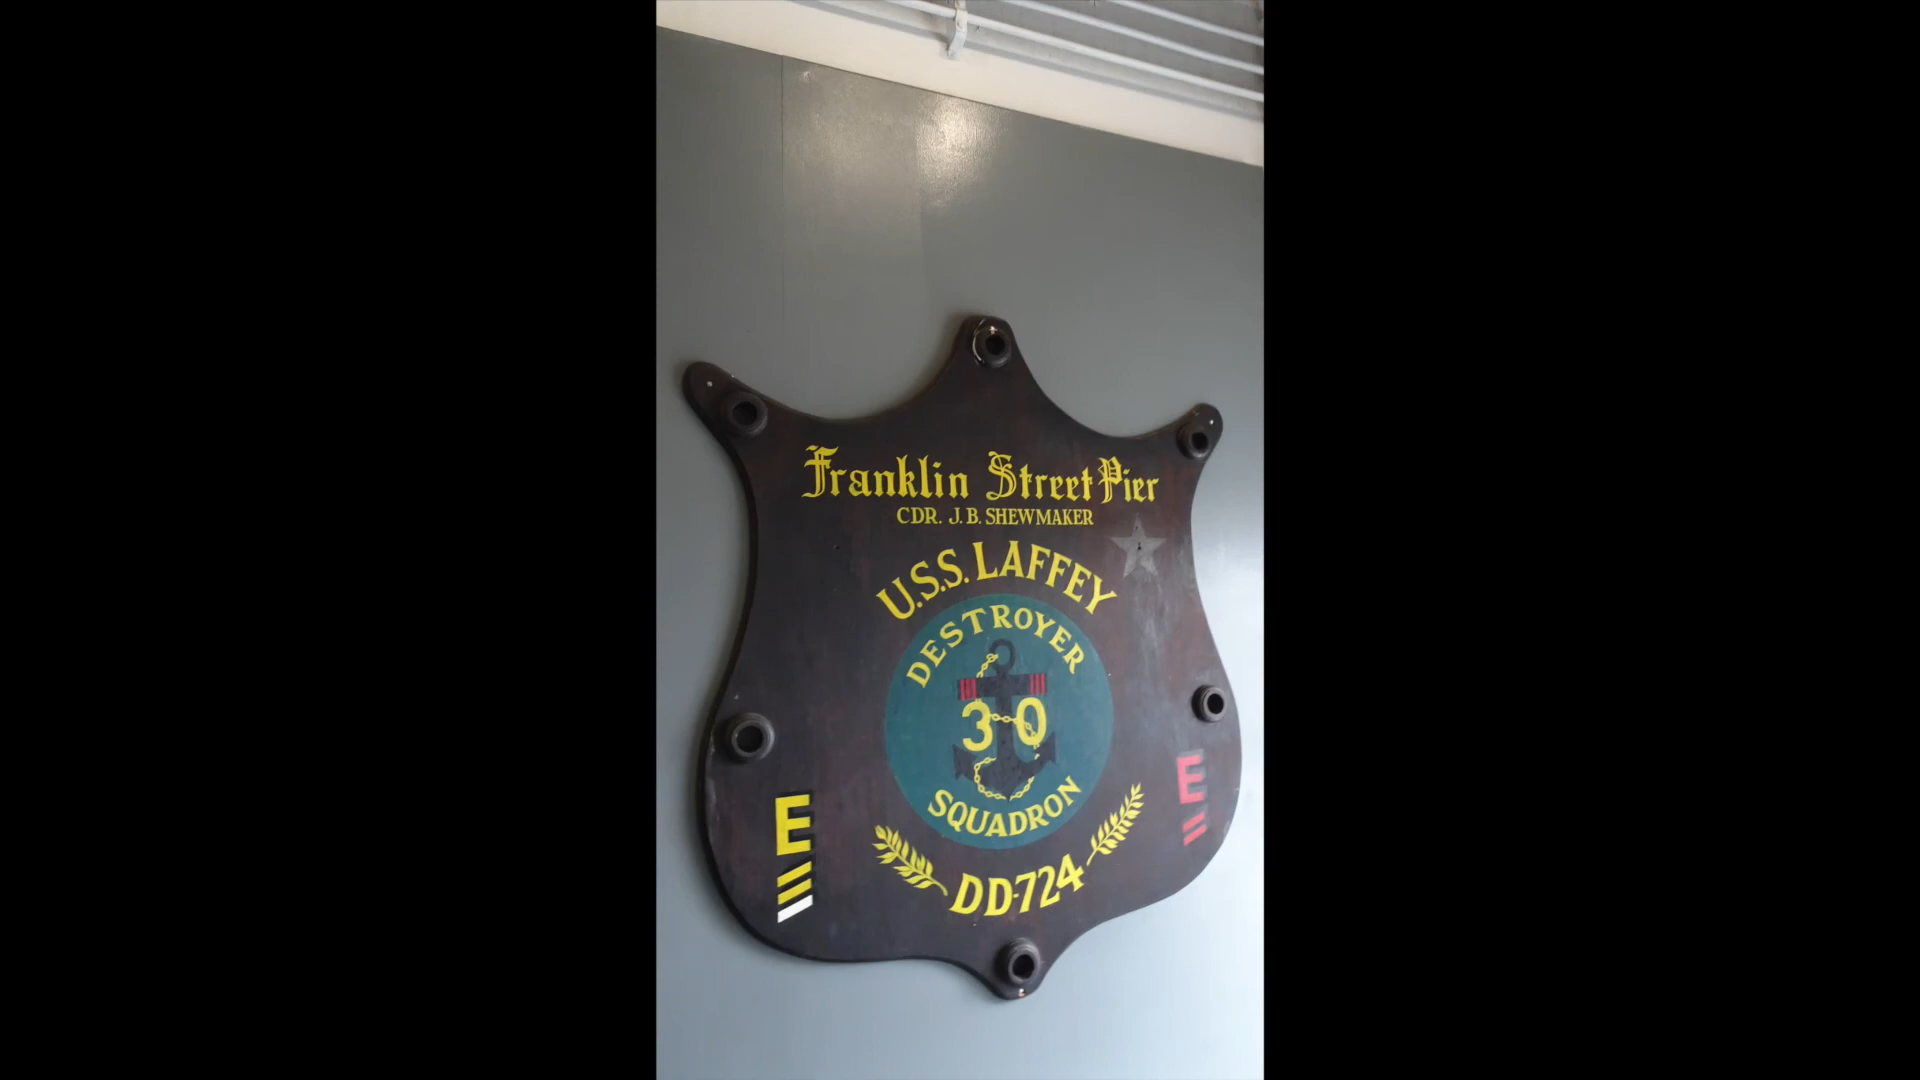 Franklin Street Pier
CDR. J. B. SHEWMAKER
U.S.S. LAFFEY
DESTROYER
30
SQUADRON
DD-724
E
E